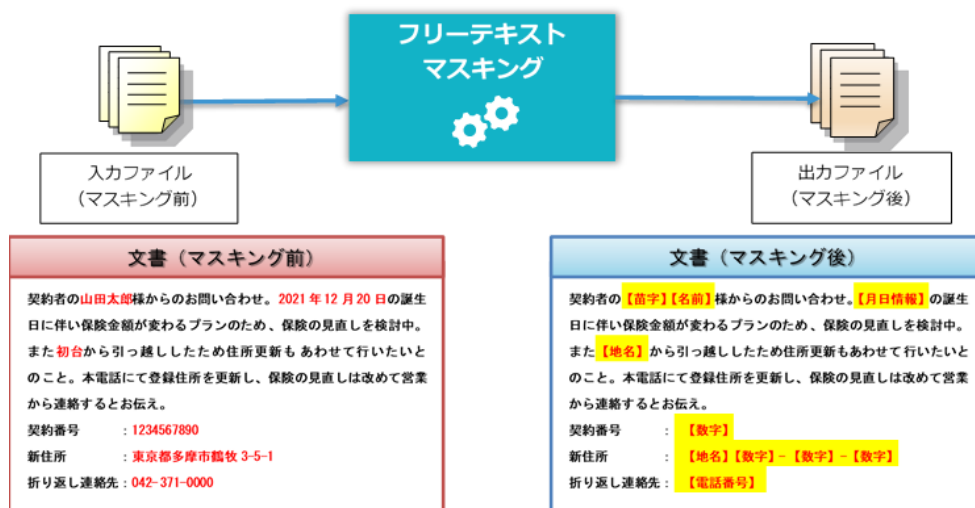 フリーテキスト
マスキング
入力ファイル
(マスキング前)
出力ファイル
(マスキング後)
文書(マスキング前)
契約者の山田太郎様からのお問い合わせ。2021年12月20日の誕生
日に伴い保険金額が変わるプランのため、保険の見直しを検討中。
また初台から引っ越ししたため住所更新も あわせて行いたいと
のこと。本電話にて登録住所を更新し、保険の見直しは改めて営業
から連絡するとお伝え。
契約番号 :1234567890
新住所 :東京都多摩市鶴牧 3-5-1
折り返し連絡先:042-371-0000
文書(マスキング後)
契約者の【苗字】【名前】様からのお問い合わせ。【月日情報】の誕生
日に伴い保険金額が変わるプランのため、保険の見直しを検討中。
また【地名】から引っ越ししたため住所更新もあわせて行いたいと
のこと。本電話にて登録住所を更新し、保険の見直しは改めて営業
から連絡するとお伝え。
契約番号 : 【数字】
新住所 : 【地名】【数字】-【数字】-【数字】
折り返し連絡先: 【電話番号】